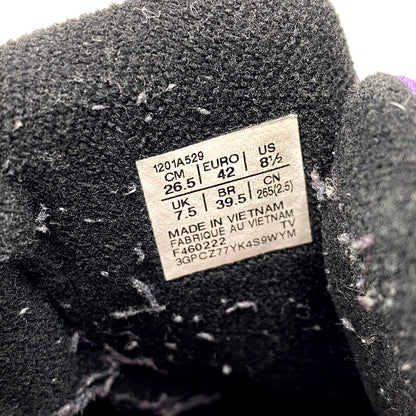 1201A529
CM EURO US
26.5 42 8½
UK BR CN
7.5 39.5 265(2.5)
MADE IN VIETNAM
FABRIQUE AU VIETNAM
F460222 TV
3GPCZ77YK4S9WYM